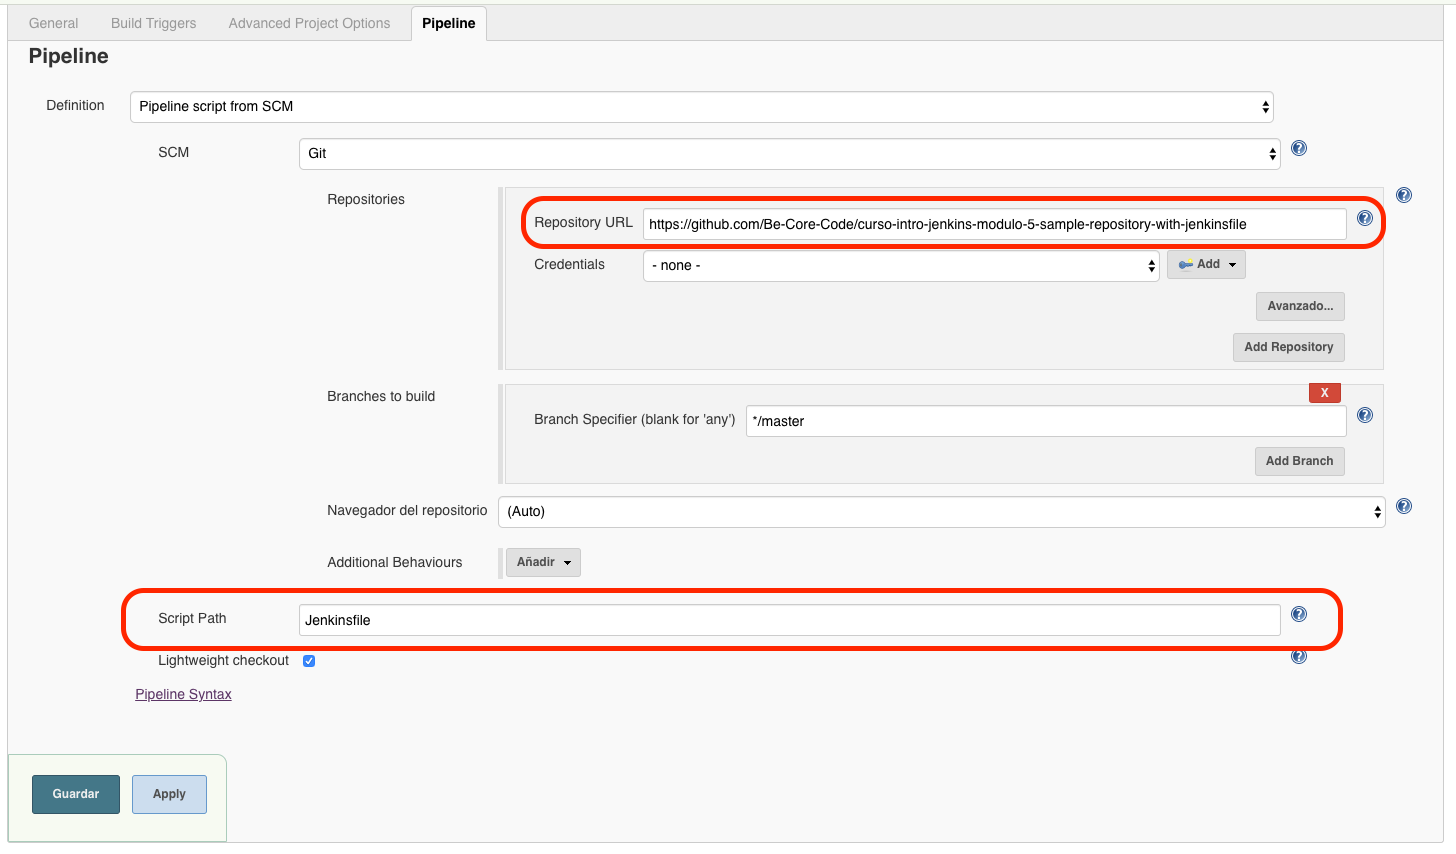 General
Build Triggers
Advanced Project Options
Pipeline
Pipeline
Definition
Pipeline script from SCM
SCM
Git
Repositories
Repository URL
https://github.com/Be-Core-Code/curso-intro-jenkins-modulo-5-sample-repository-with-jenkinsfile
Credentials
- none -
Add
Avanzado...
Add Repository
Branches to build
X
Branch Specifier (blank for 'any')
*/master
Add Branch
Navegador del repositorio
(Auto)
Additional Behaviours
Añadir
Script Path
Jenkinsfile
Lightweight checkout
Pipeline Syntax
Guardar
Apply